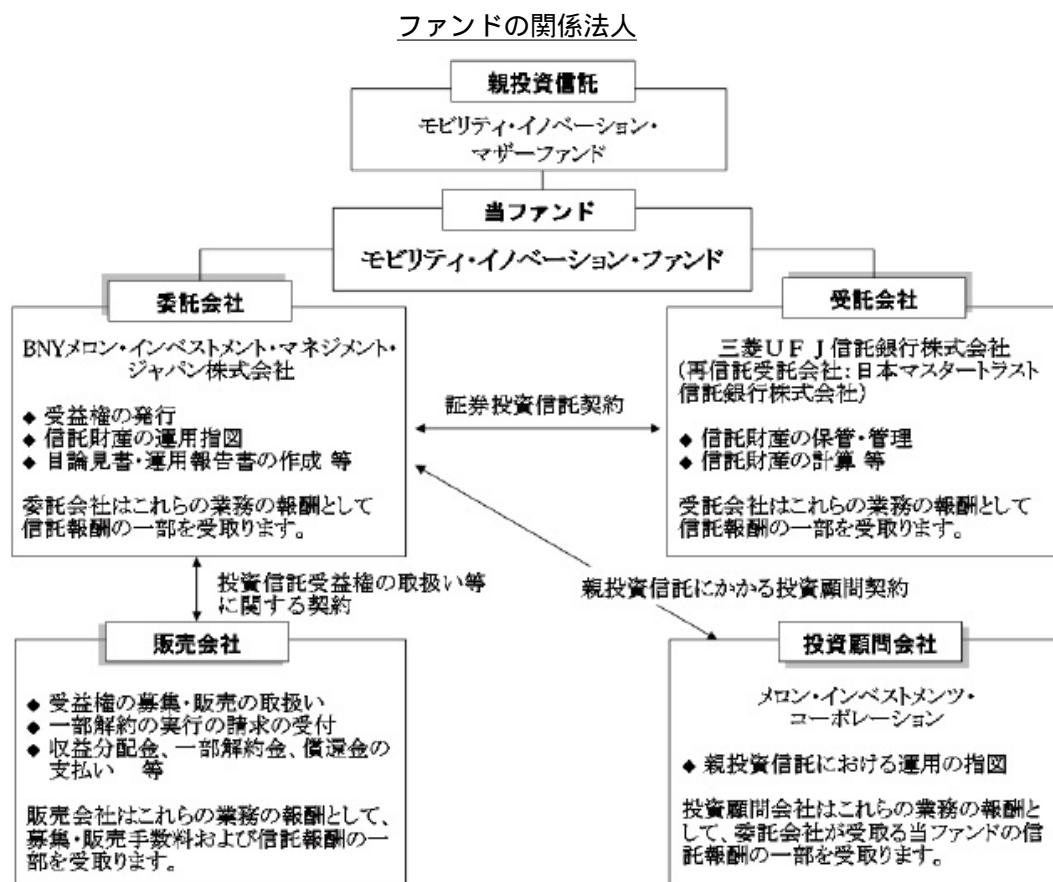 ファンドの関係法人
親投資信託
モビリティ・イノベーション・
マザーファンド
当ファンド
モビリティ・イノベーション・ファンド
委託会社
BNYメロン・インベストメント・マネジメント・
ジャパン株式会社
◆ 受益権の発行
◆ 信託財産の運用指図
◆ 目論見書・運用報告書の作成 等
委託会社はこれらの業務の報酬として
信託報酬の一部を受取ります。
証券投資信託契約
受託会社
三菱UFJ信託銀行株式会社
(再信託受託会社:日本マスタートラスト
信託銀行株式会社)
◆ 信託財産の保管・管理
◆ 信託財産の計算 等
受託会社はこれらの業務の報酬として
信託報酬の一部を受取ります。
投資信託受益権の取扱い等
に関する契約
親投資信託にかかる投資顧問契約
販売会社
◆ 受益権の募集・販売の取扱い
◆ 一部解約の実行の請求の受付
◆ 収益分配金、一部解約金、償還金の
支払い 等
販売会社はこれらの業務の報酬として、
募集・販売手数料および信託報酬の一
部を受取ります。
投資顧問会社
メロン・インベストメンツ・
コーポレーション
◆ 親投資信託における運用の指図
投資顧問会社はこれらの業務の報酬と
して、委託会社が受取る当ファンドの信
託報酬の一部を受取ります。